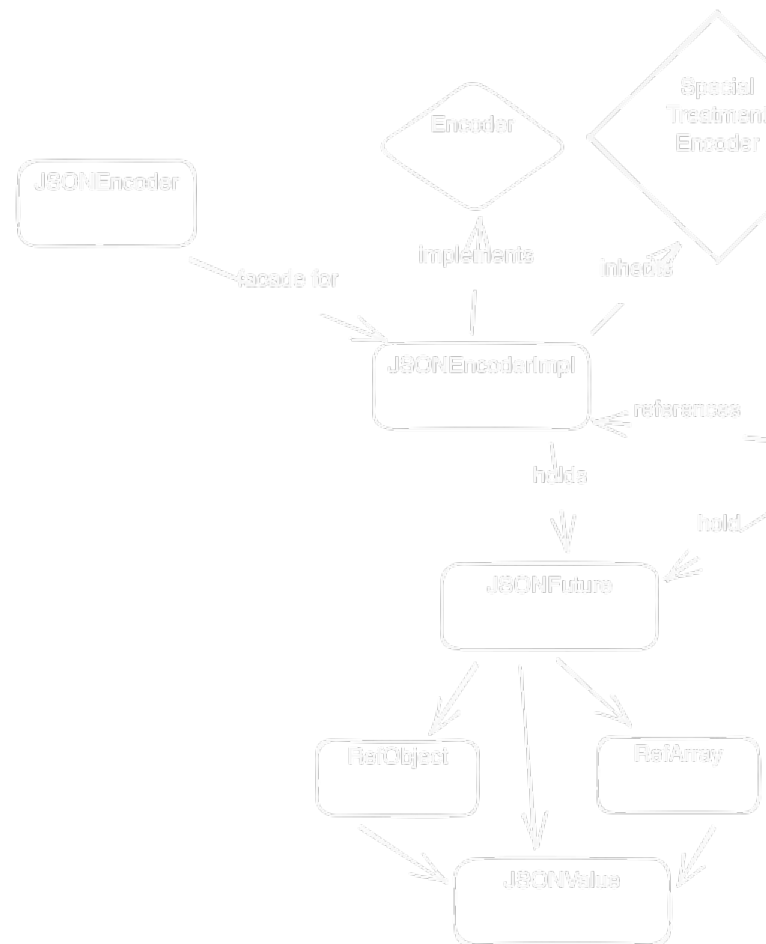 Special
Treatment
Encoder
Encoder
JSONEncoder
implements
inherits
facade for
JSONEncoderImpl
references
holds
hold
JSONFuture
RefObject
RefArray
JSONValue